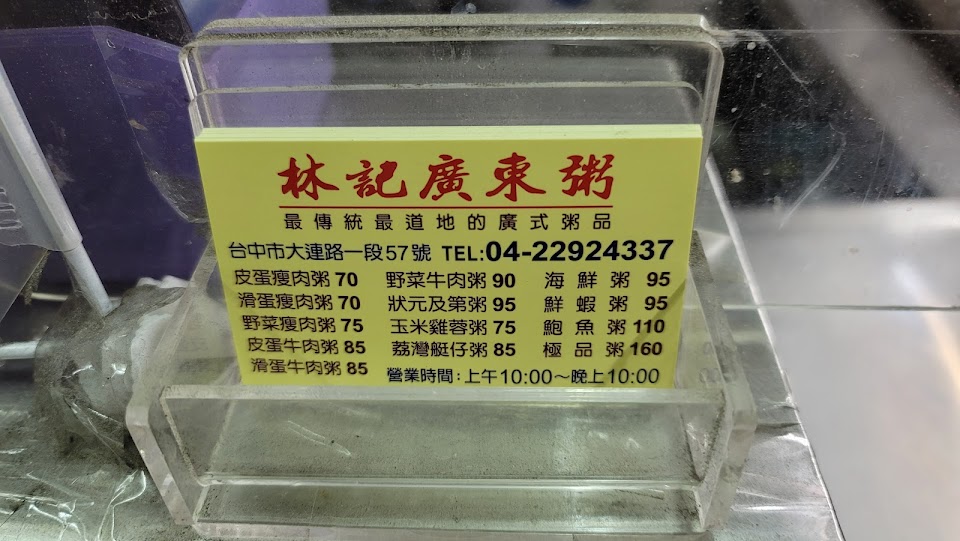 林記廣東粥
最傳統最道地的廣式粥品
台中市大連路一段57號 TEL:04-22924337
皮蛋瘦肉粥 70 野菜牛肉粥 90 海鮮粥 95
滑蛋瘦肉粥 70 狀元及第粥 95 鮮蝦粥 95
野菜瘦肉粥 75 玉米雞蓉粥 75 鮑魚粥 110
皮蛋牛肉粥 85 荔灣艇仔粥 85 極品粥 160
滑蛋牛肉粥 85 營業時間：上午10:00～晚上10:00